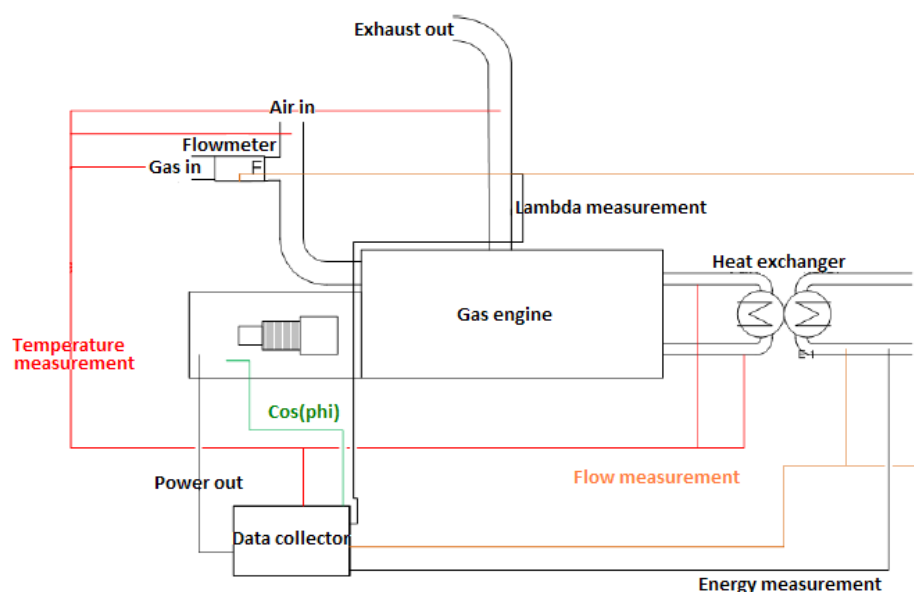 Exhaust out
Air in
Flowmeter
Gas in
F
Lambda measurement
Heat exchanger
Gas engine
Temperature
measurement
Cos(phi)
Flow measurement
Power out
Data collector
Energy measurement